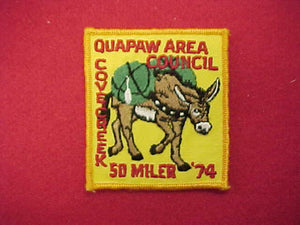 QUAPAW AREA
COUNCIL
COVE CREEK
50 MILER '74